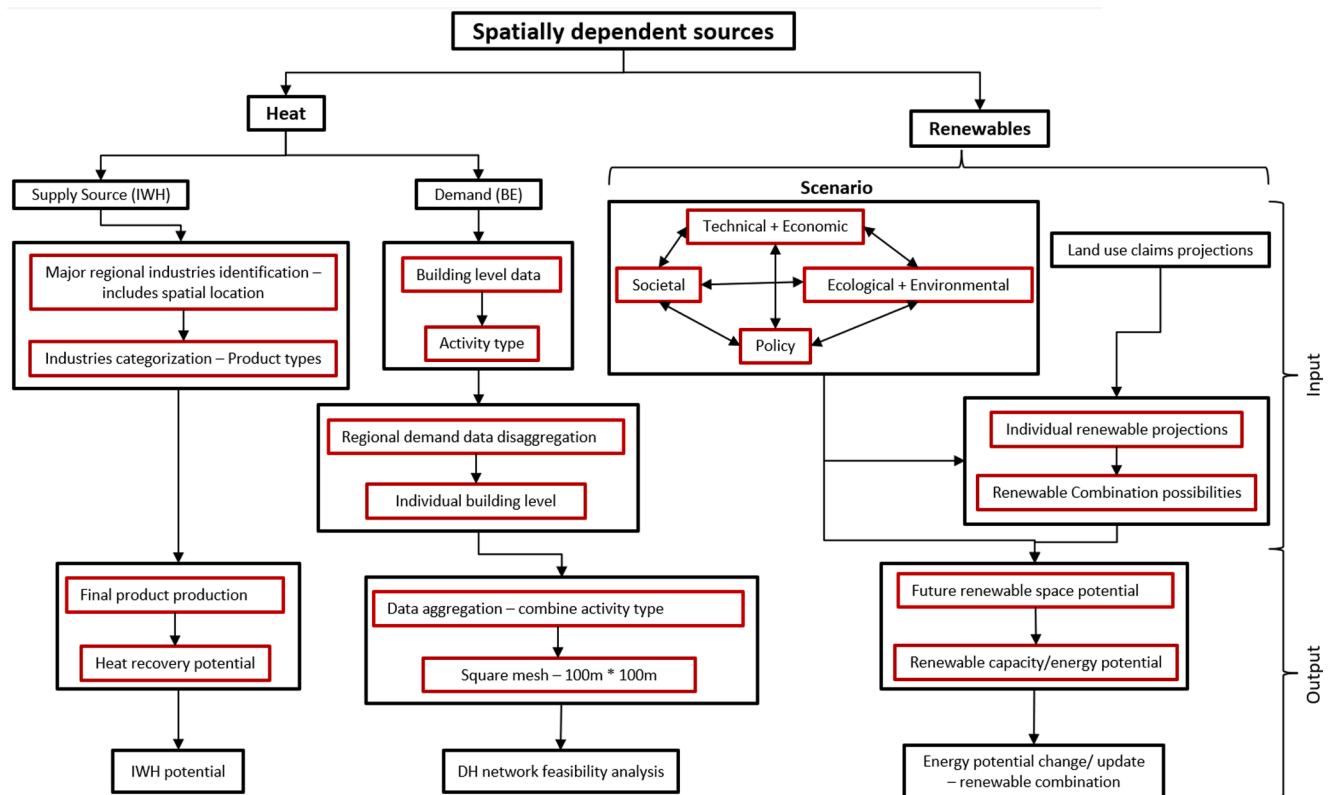 Spatially dependent sources
Heat
Renewables
Supply Source (IWH)
Demand (BE)
Scenario
Major regional industries identification –
includes spatial location
Industries categorization – Product types
Building level data
Activity type
Technical + Economic
Societal
Ecological + Environmental
Policy
Land use claims projections
Input
Regional demand data disaggregation
Individual building level
Individual renewable projections
Renewable Combination possibilities
Final product production
Heat recovery potential
Data aggregation – combine activity type
Square mesh – 100m * 100m
Future renewable space potential
Renewable capacity/energy potential
Output
IWH potential
DH network feasibility analysis
Energy potential change/ update
– renewable combination